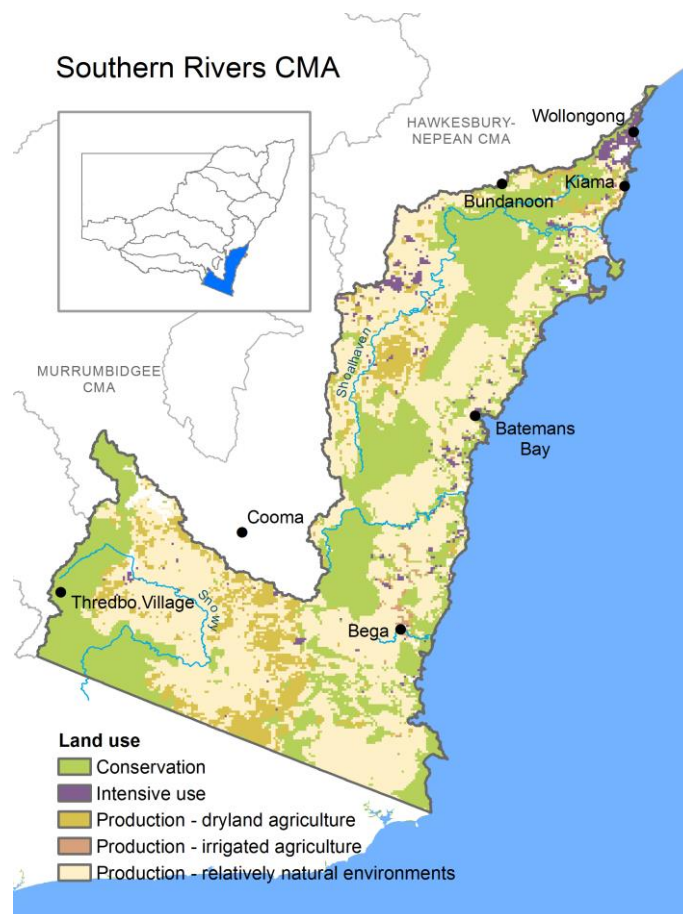 Southern Rivers CMA
HAWKESBURY-
NEPEAN CMA
Wollongong
Kiama
Bundanoon
Shoalhaven
MURRUMBIDGEE
CMA
Batemans
Bay
Cooma
Thredbo Village
Snowy
Bega
Land use
Conservation
Intensive use
Production - dryland agriculture
Production - irrigated agriculture
Production - relatively natural environments